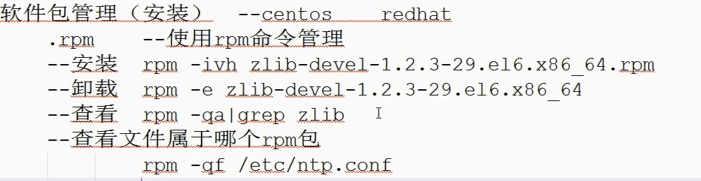 软件包管理（安装） --centos redhat
.rpm --使用rpm命令管理
--安装 rpm -ivh zlib-devel-1.2.3-29.el6.x86_64.rpm
--卸载 rpm -e zlib-devel-1.2.3-29.el6.x86_64
--查看 rpm -qa|grep zlib
--查看文件属于哪个rpm包
rpm -qf /etc/ntp.conf